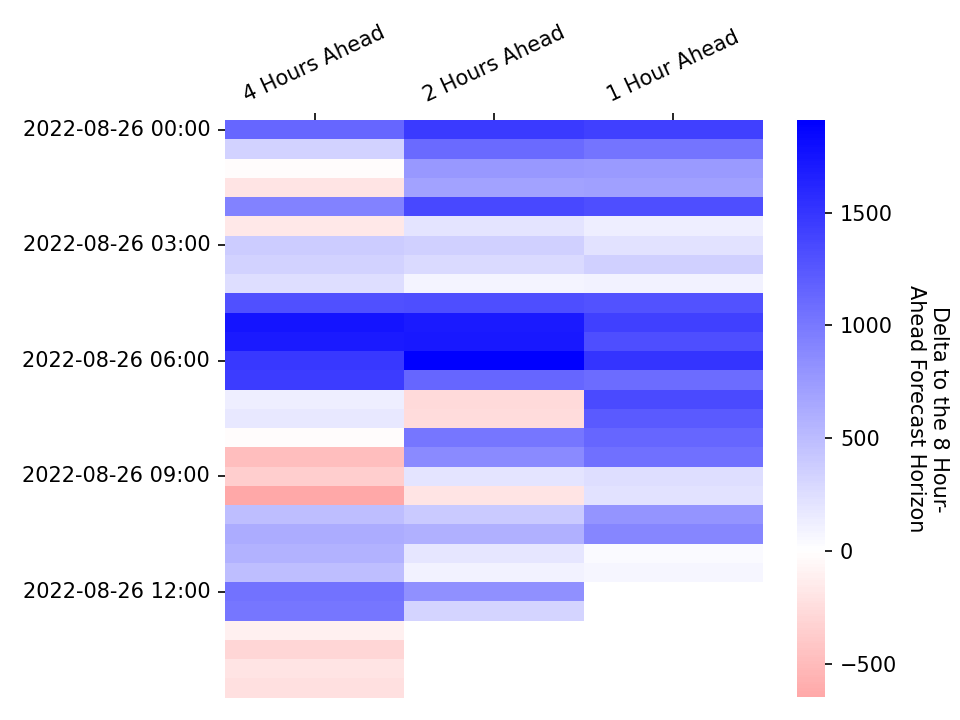 4 Hours Ahead
2 Hours Ahead
1 Hour Ahead
2022-08-26 00:00
2022-08-26 03:00
2022-08-26 06:00
2022-08-26 09:00
2022-08-26 12:00
1500
1000
500
0
−500
Delta to the 8 Hour-
Ahead Forecast Horizon